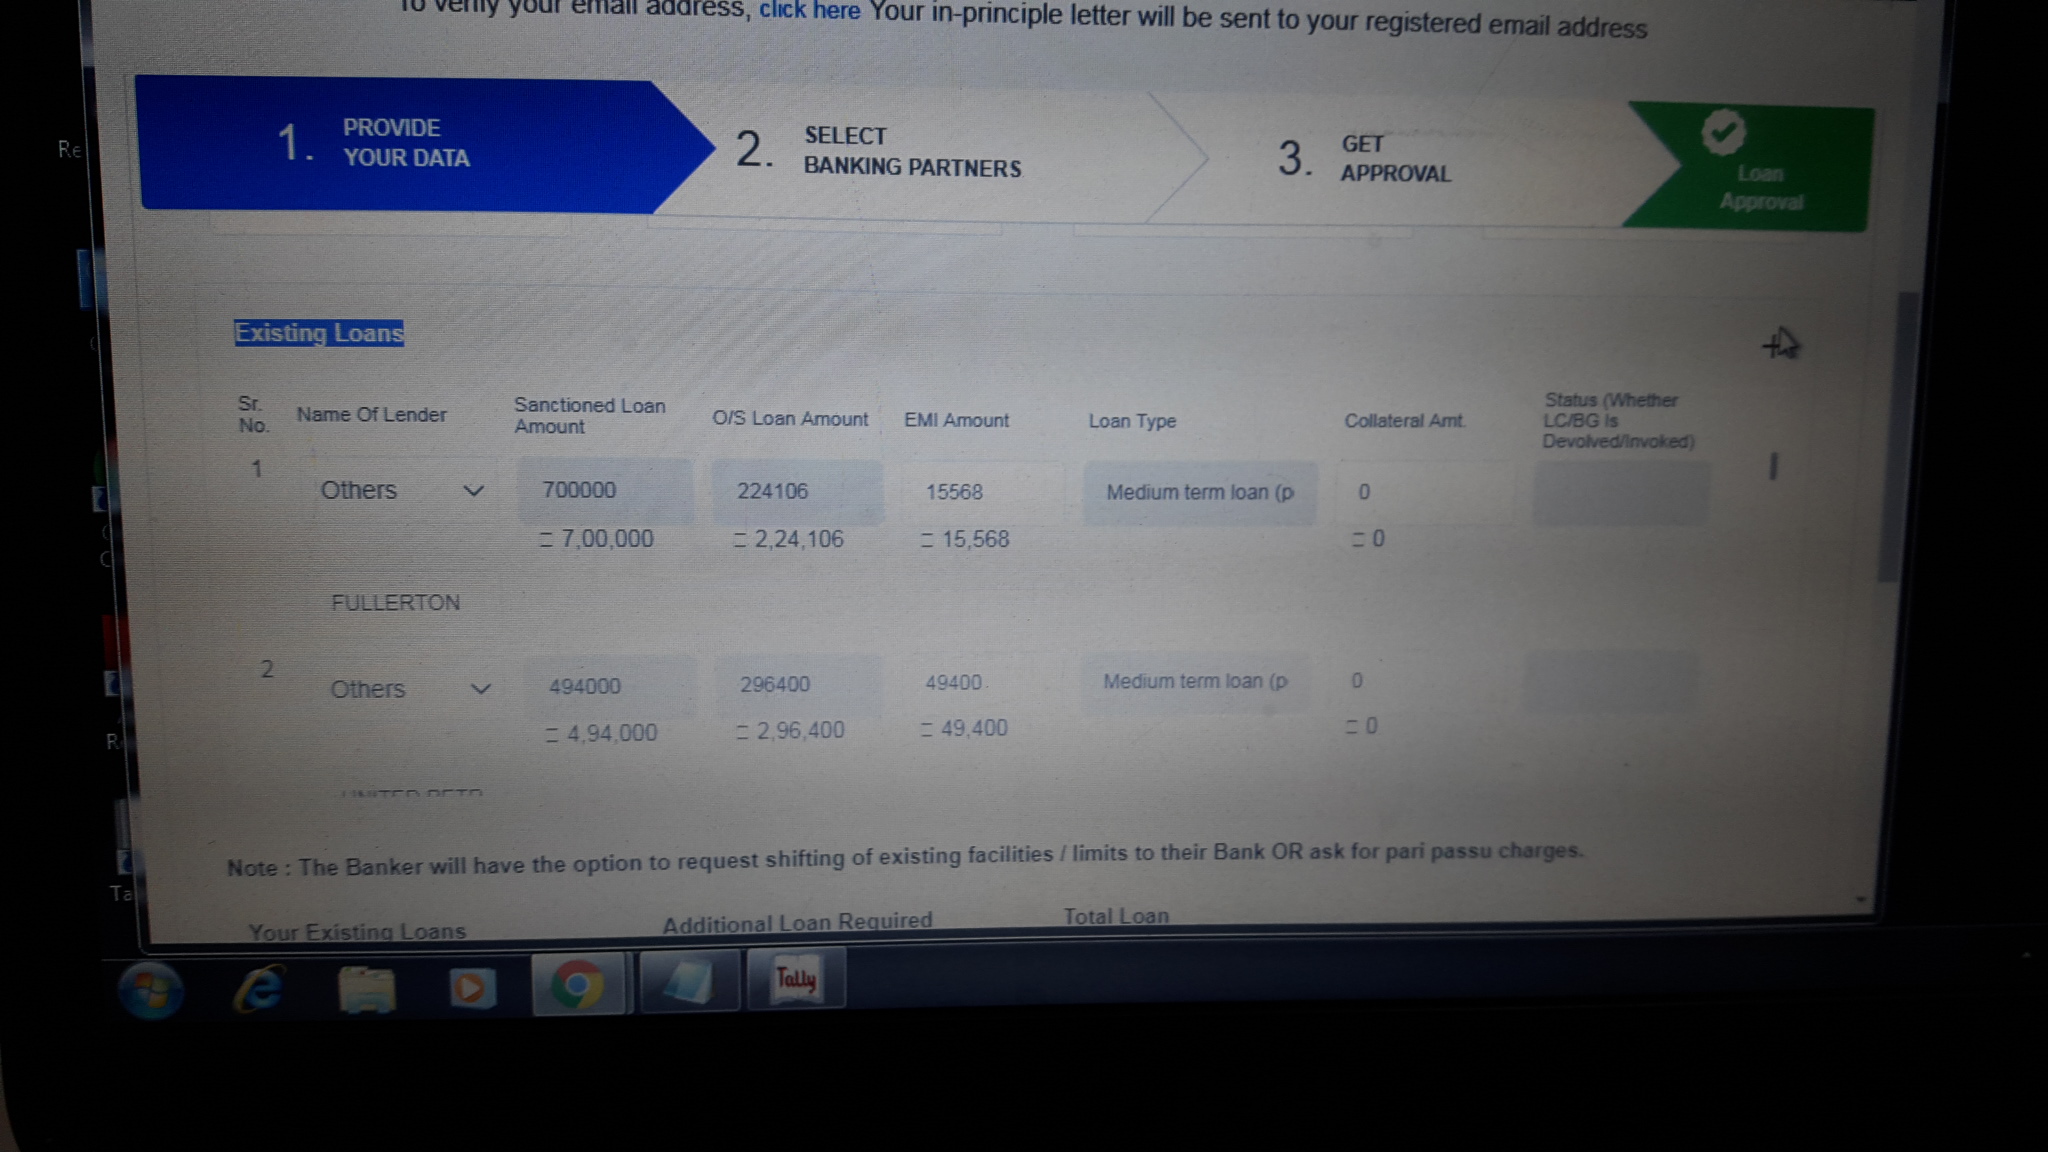 To verify your email address, click here Your in-principle letter will be sent to your registered email address
Re
1. PROVIDE YOUR DATA
2. SELECT BANKING PARTNERS
3. GET APPROVAL
Loan Approval
Existing Loans
Sr. No. Name Of Lender Sanctioned Loan Amount O/S Loan Amount EMI Amount Loan Type Collateral Amt. Status (Whether LC/BG Is Devolved/Invoked)
1 Others 700000 224106 15568 Medium term loan (p 0
= 7,00,000 = 2,24,106 = 15,568 = 0
FULLERTON
2 Others 494000 296400 49400 Medium term loan (p 0
= 4,94,000 = 2,96,400 = 49,400 = 0
Note : The Banker will have the option to request shifting of existing facilities / limits to their Bank OR ask for pari passu charges.
Ta
Your Existing Loans Additional Loan Required Total Loan
Tally